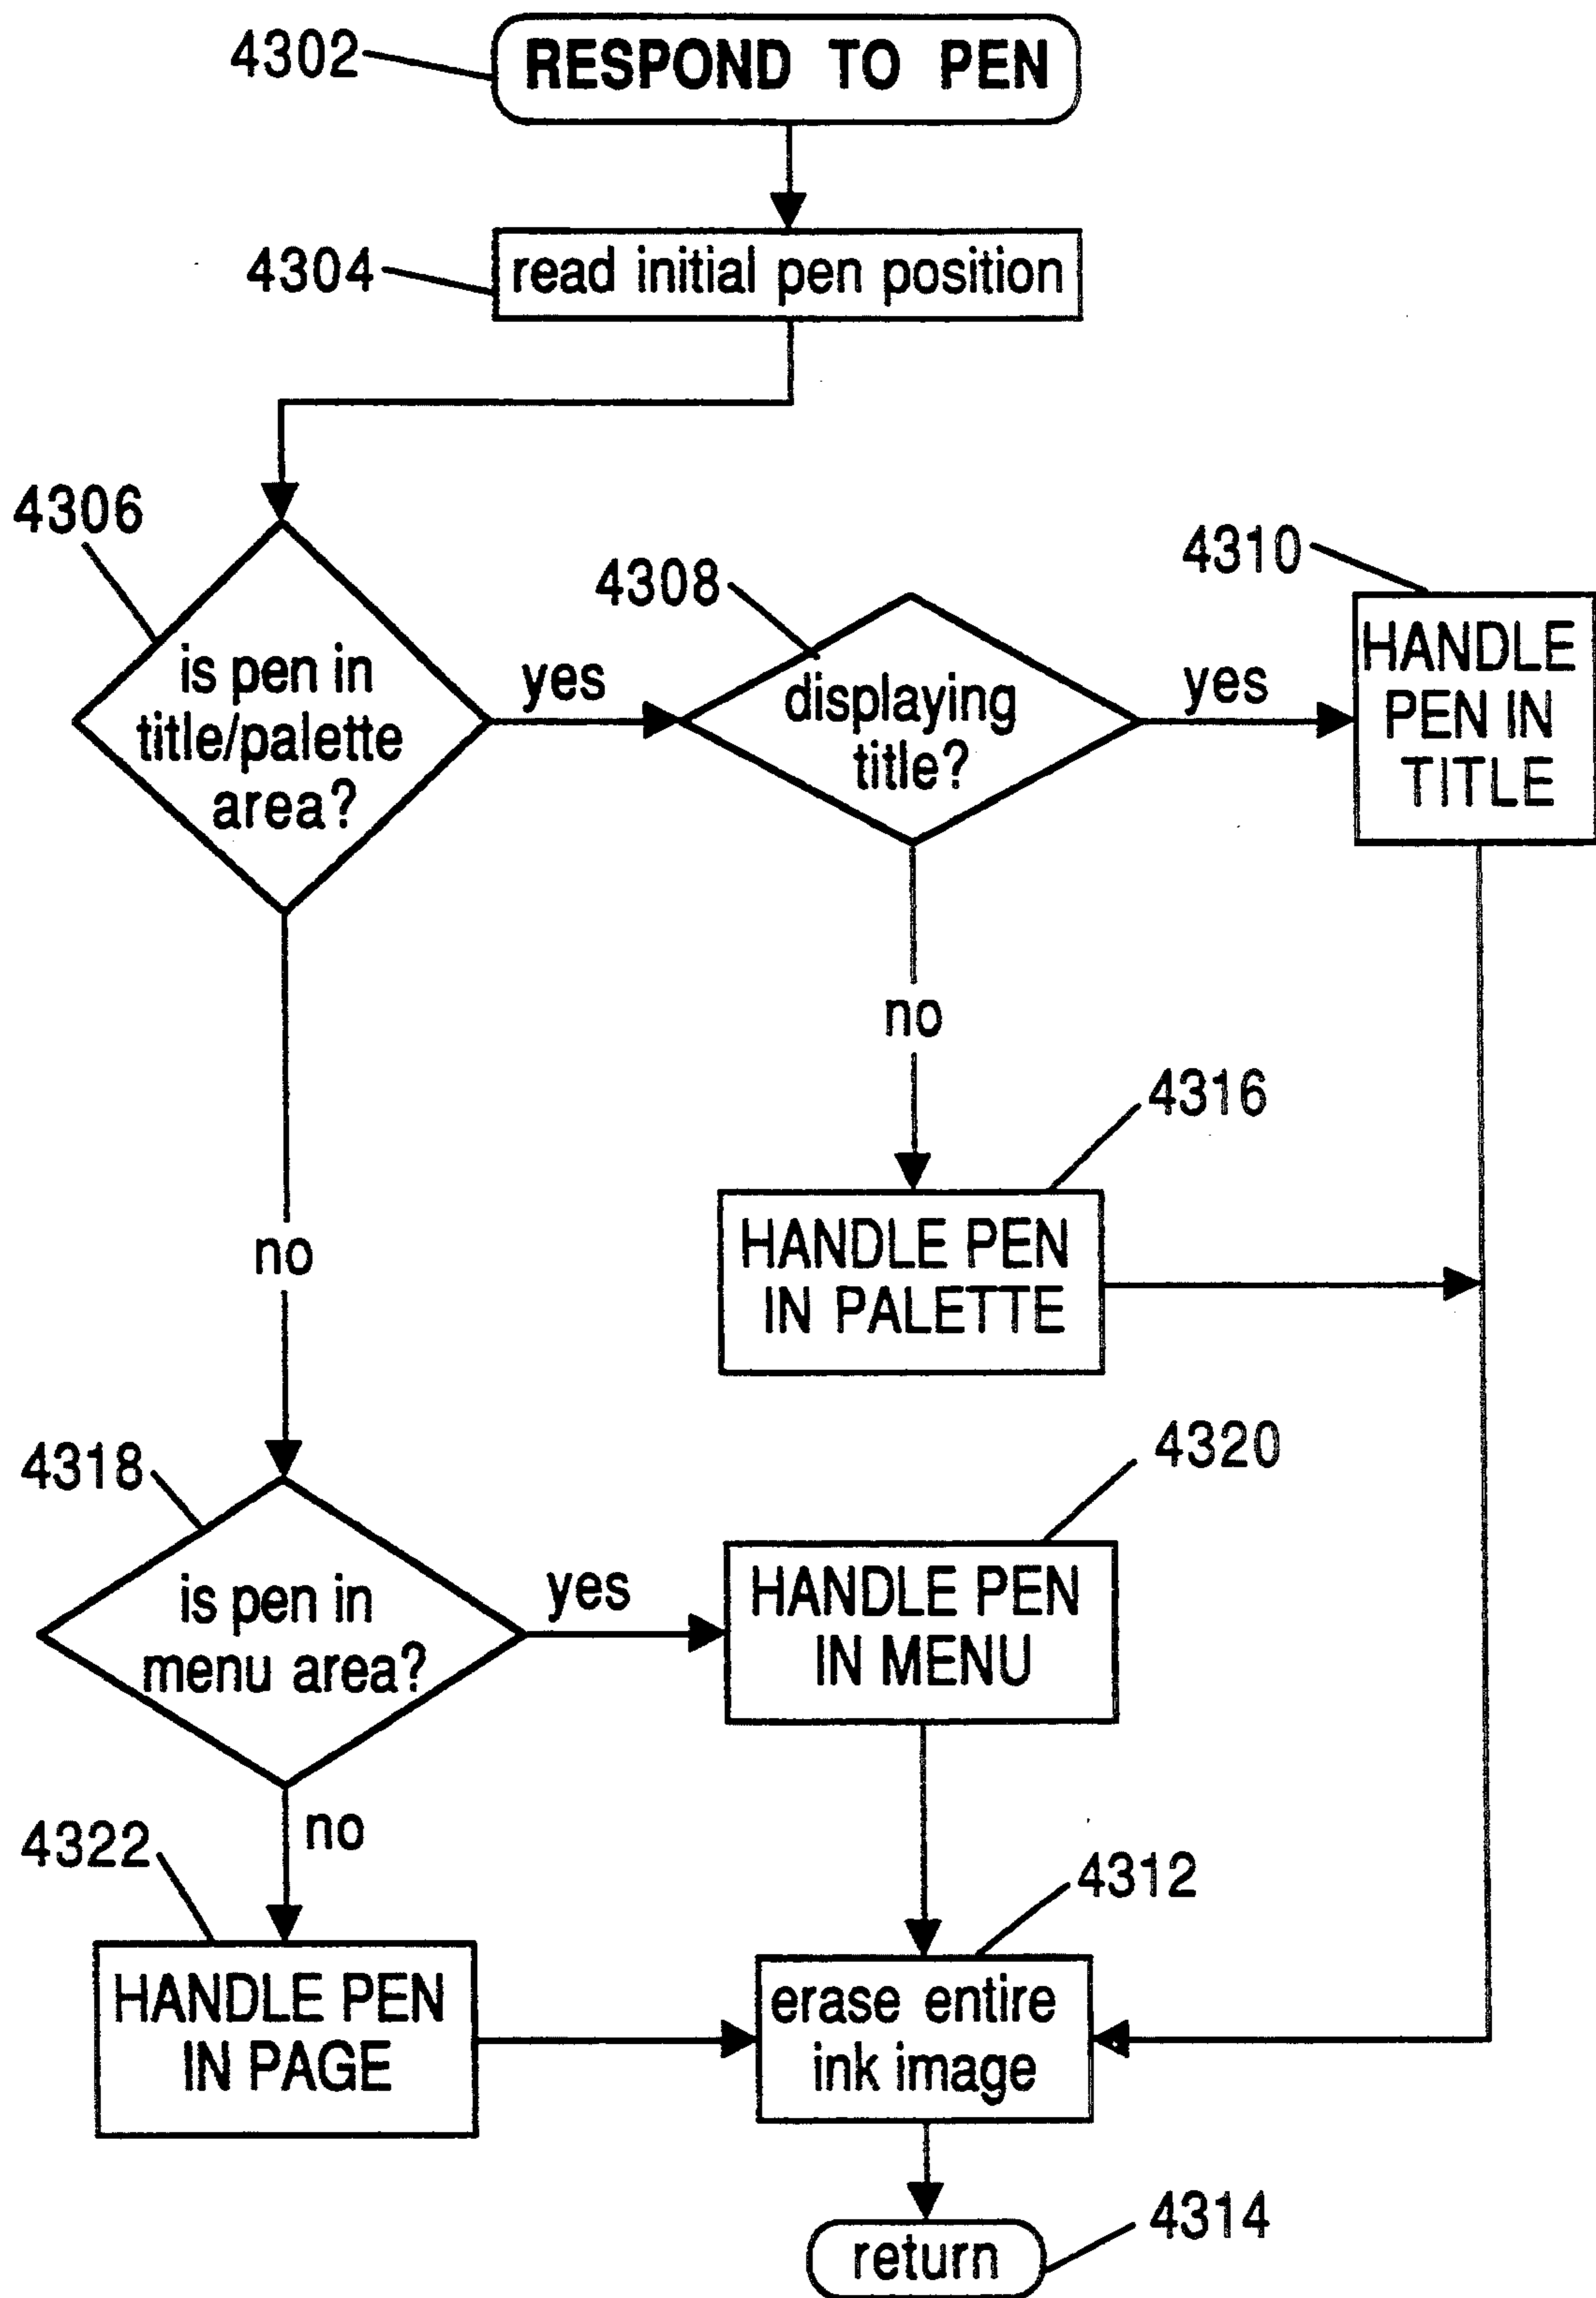 4302
RESPOND TO PEN
4304
read initial pen position
4306
is pen in
title/palette
area?
yes
4308
displaying
title?
yes
4310
HANDLE
PEN IN
TITLE
no
4316
HANDLE PEN
IN PALETTE
no
4318
is pen in
menu area?
yes
4320
HANDLE PEN
IN MENU
no
4322
HANDLE PEN
IN PAGE
4312
erase entire
ink image
4314
return